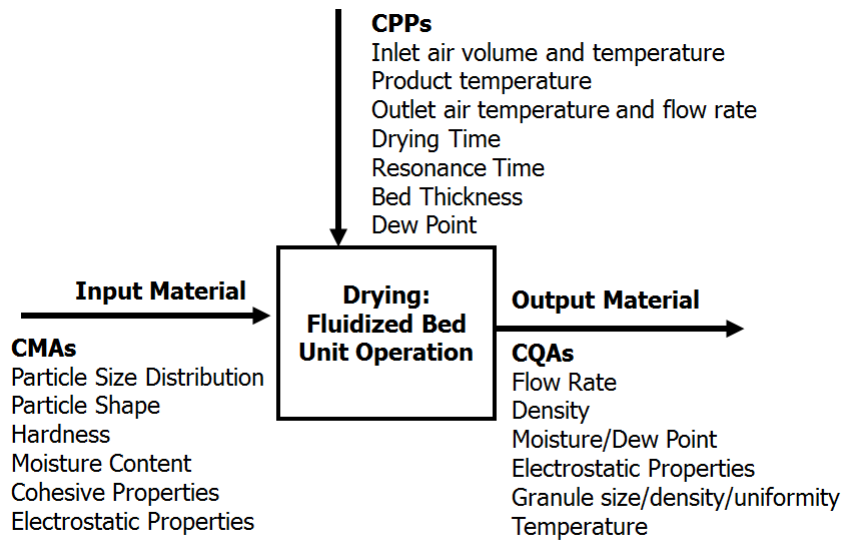 CPPs
Inlet air volume and temperature
Product temperature
Outlet air temperature and flow rate
Drying Time
Resonance Time
Bed Thickness
Dew Point
Input Material
Drying:
Fluidized Bed
Unit Operation
Output Material
CMAs
Particle Size Distribution
Particle Shape
Hardness
Moisture Content
Cohesive Properties
Electrostatic Properties
CQAs
Flow Rate
Density
Moisture/Dew Point
Electrostatic Properties
Granule size/density/uniformity
Temperature